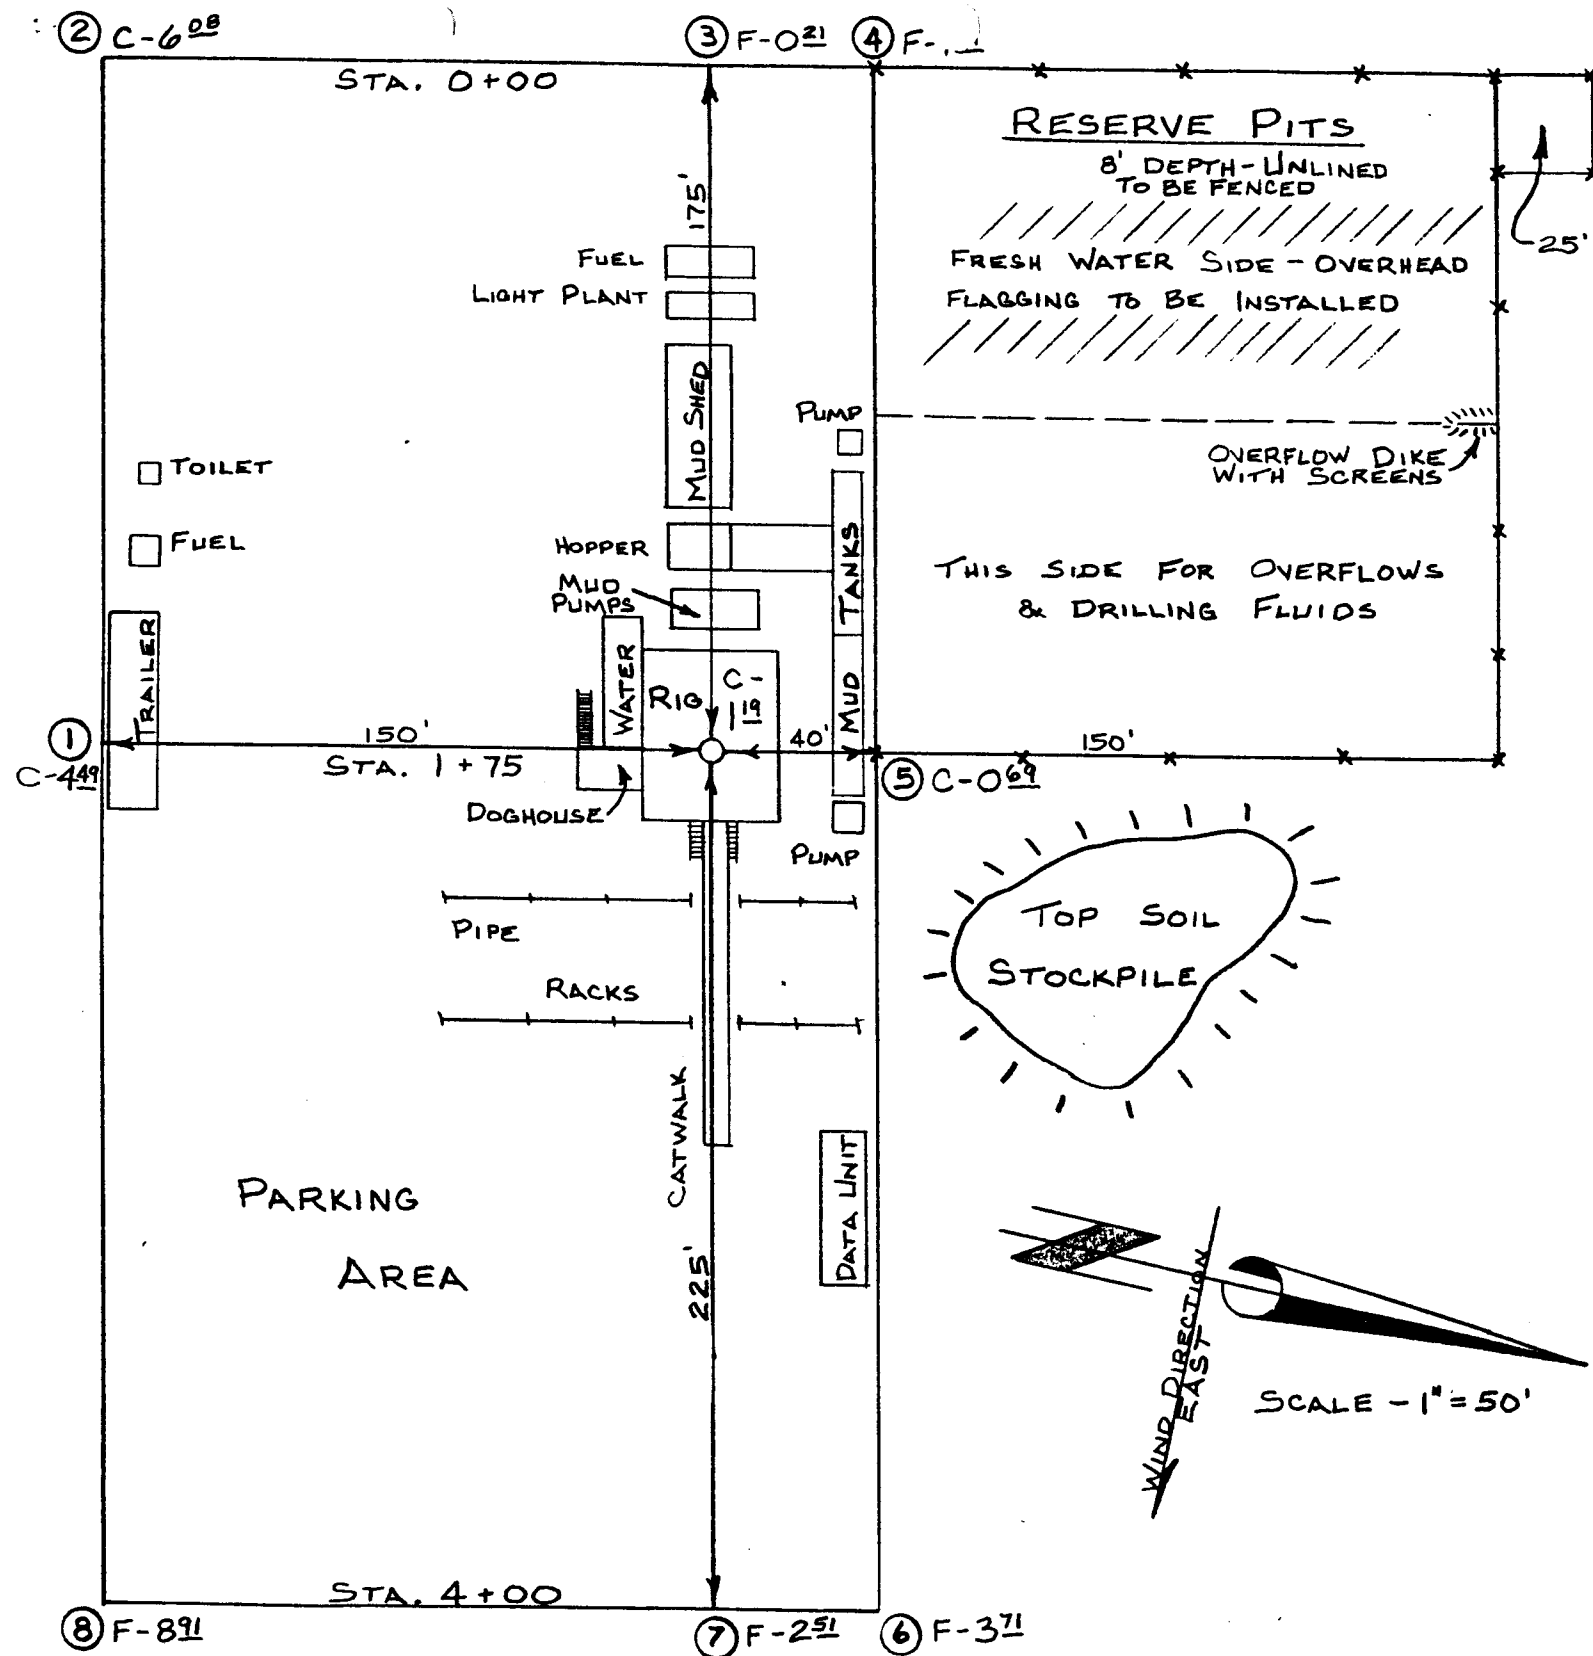 ② C-6 08
③ F-0 21
④ F-
STA. 0+00
RESERVE PITS
8' DEPTH-UNLINED
TO BE FENCED
25'
175'
FRESH WATER SIDE - OVERHEAD
FLAGGING TO BE INSTALLED
FUEL
LIGHT PLANT
MUD SHED
PUMP
OVERFLOW DIKE
WITH SCREENS
TOILET
FUEL
HOPPER
MUD
PUMPS
MUD TANKS
THIS SIDE FOR OVERFLOWS
& DRILLING FLUIDS
TRAILER
WATER
RIG
C-
1 19
① 
C-4 49
150'
STA. 1+75
40'
150'
⑤ C-0 69
DOGHOUSE
PUMP
PIPE
RACKS
TOP SOIL
STOCKPILE
CATWALK
DATA UNIT
PARKING
AREA
225'
WIND DIRECTION
EAST
SCALE - 1" = 50'
STA. 4+00
⑧ F-8 91
⑦ F-2 51
⑥ F-3 71